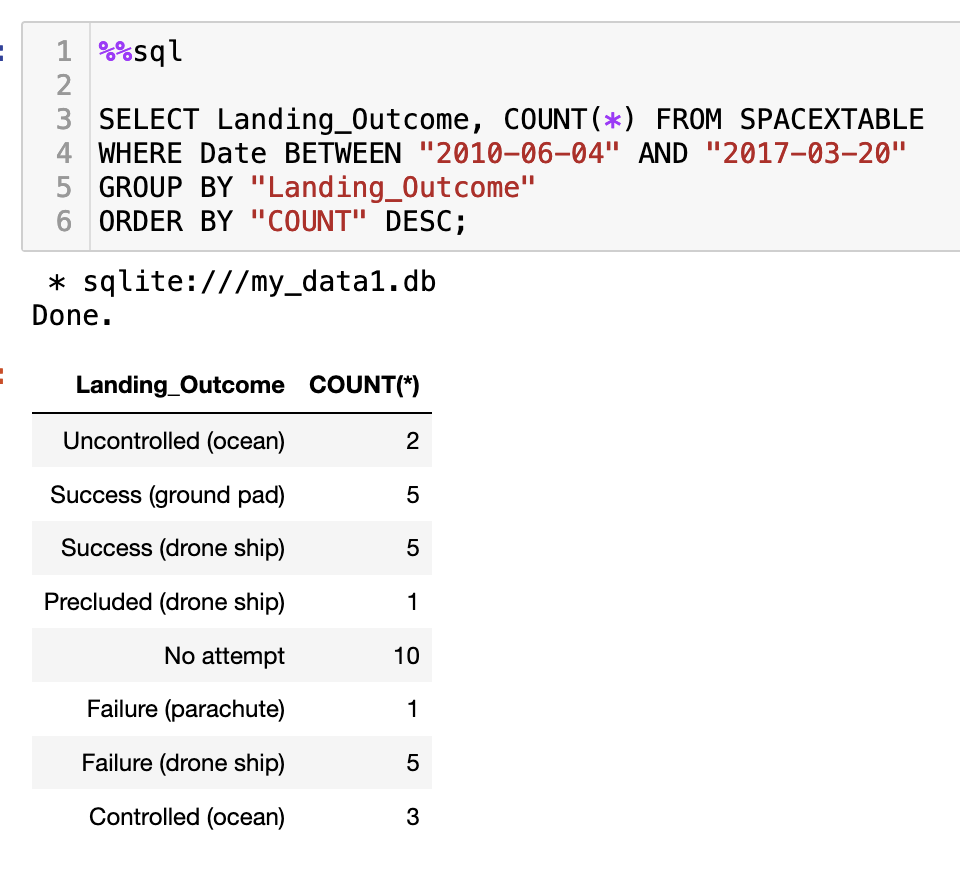 1 %%sql
2
3 SELECT Landing_Outcome, COUNT(*) FROM SPACEXTABLE
4 WHERE Date BETWEEN "2010-06-04" AND "2017-03-20"
5 GROUP BY "Landing_Outcome"
6 ORDER BY "COUNT" DESC;
* sqlite:///my_data1.db
Done.
Landing_Outcome COUNT(*)
Uncontrolled (ocean) 2
Success (ground pad) 5
Success (drone ship) 5
Precluded (drone ship) 1
No attempt 10
Failure (parachute) 1
Failure (drone ship) 5
Controlled (ocean) 3